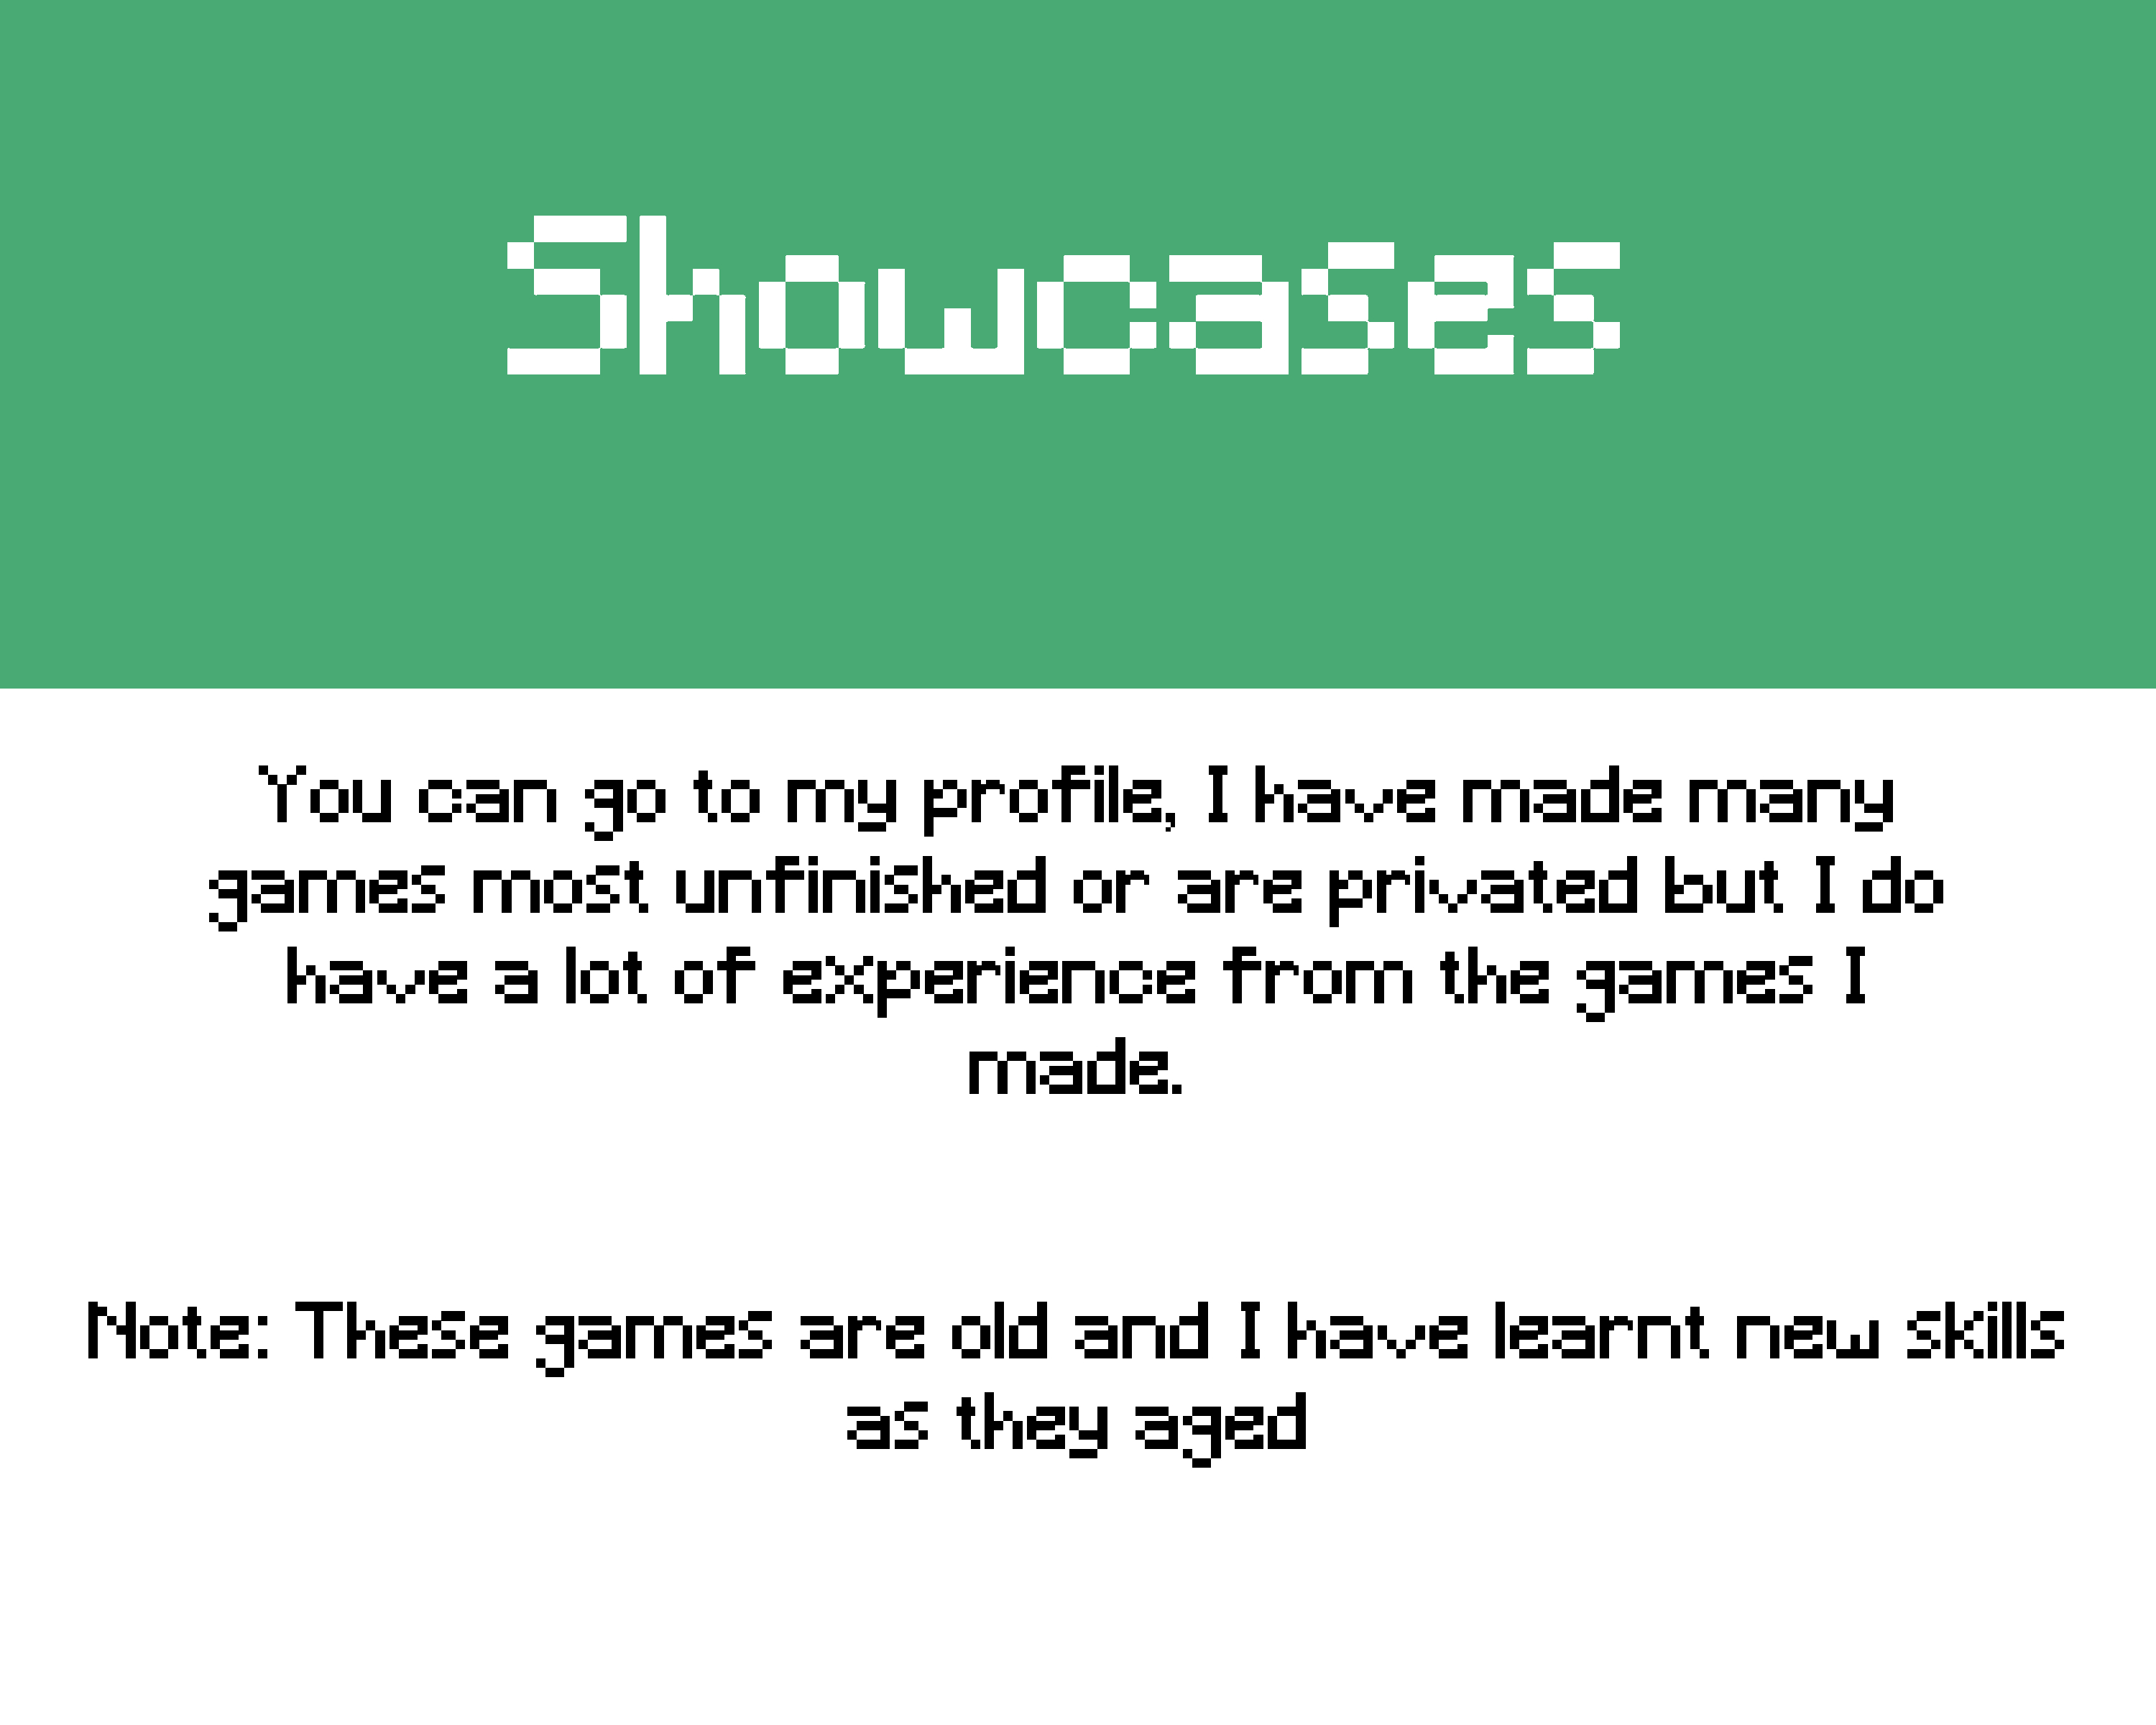 Showcases
You can go to my profile, I have made many
games most unfinished or are privated but I do
have a lot of experience from the games I
made.
Note: These games are old and I have learnt new skills
as they aged